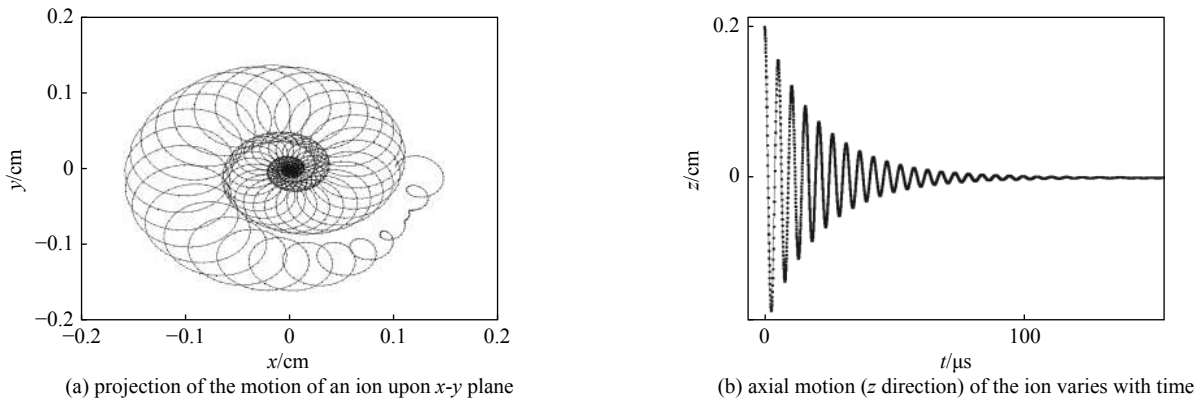 0.2
0.1
0
−0.1
−0.2
y/cm
−0.2
−0.1
0
0.1
0.2
x/cm
(a) projection of the motion of an ion upon x-y plane
0.2
0
z/cm
0
100
t/μs
(b) axial motion (z direction) of the ion varies with time